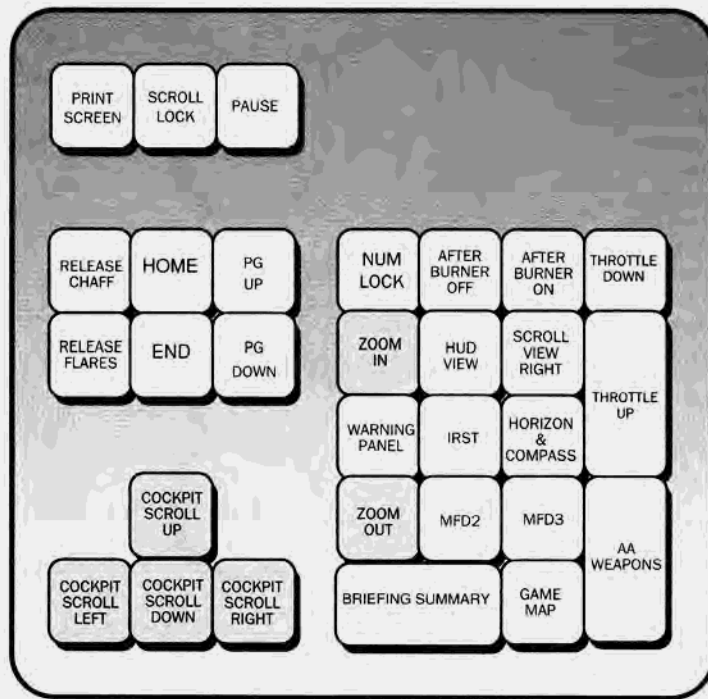 PRINT
SCREEN
SCROLL
LOCK
PAUSE
RELEASE
CHAFF
HOME
PG
UP
RELEASE
FLARES
END
PG
DOWN
COCKPIT
SCROLL
UP
COCKPIT
SCROLL
LEFT
COCKPIT
SCROLL
DOWN
COCKPIT
SCROLL
RIGHT
NUM
LOCK
AFTER
BURNER
OFF
AFTER
BURNER
ON
THROTTLE
DOWN
ZOOM
IN
HUD
VIEW
SCROLL
VIEW
RIGHT
THROTTLE
UP
WARNING
PANEL
IRST
HORIZON
&
COMPASS
ZOOM
OUT
MFD2
MFD3
AA
WEAPONS
BRIEFING SUMMARY
GAME
MAP